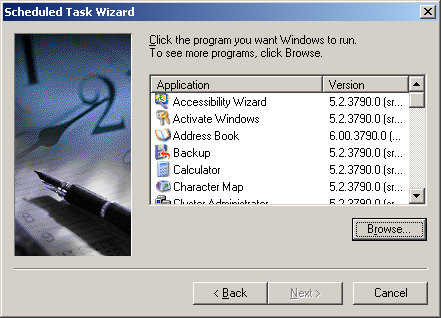 Scheduled Task Wizard
Click the program you want Windows to run.
To see more programs, click Browse.
Application Version
Accessibility Wizard 5.2.3790.0 (sr...
Activate Windows 5.2.3790.0 (sr...
Address Book 6.00.3790.0 (...
Backup 5.2.3790.0 (sr...
Calculator 5.2.3790.0 (sr...
Character Map 5.2.3790.0 (sr...
Cluster Administrator 5.2.3790.0 (sr...
Browse...
< Back Next > Cancel